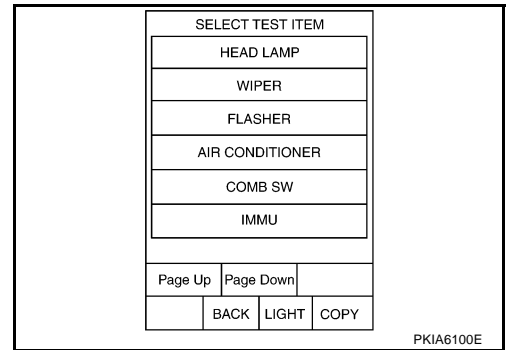 SELECT TEST ITEM
HEAD LAMP
WIPER
FLASHER
AIR CONDITIONER
COMB SW
IMMU
Page Up Page Down
BACK LIGHT COPY
PKIA6100E